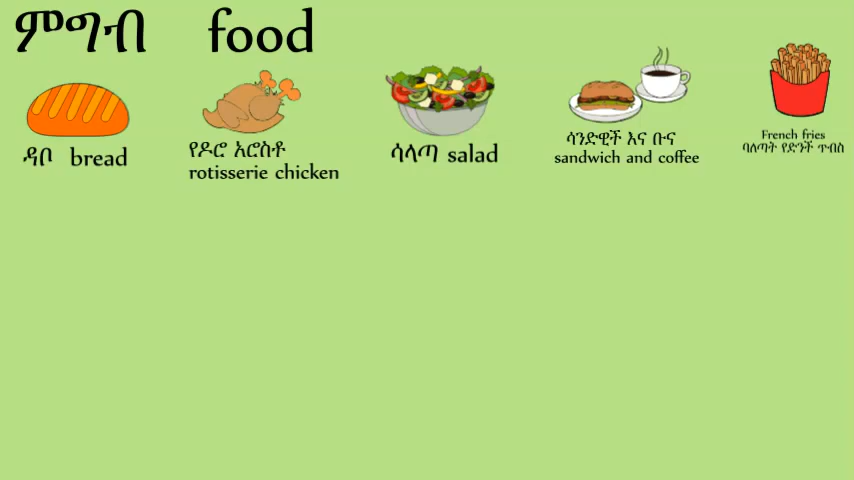 ምግብ food
ዳቦ bread
የዶሮ አሮስቶ
rotisserie chicken
ሳላጣ salad
ሳንድዊች እና ቡና
sandwich and coffee
French fries
ባለጣት የድንች ጥብስ